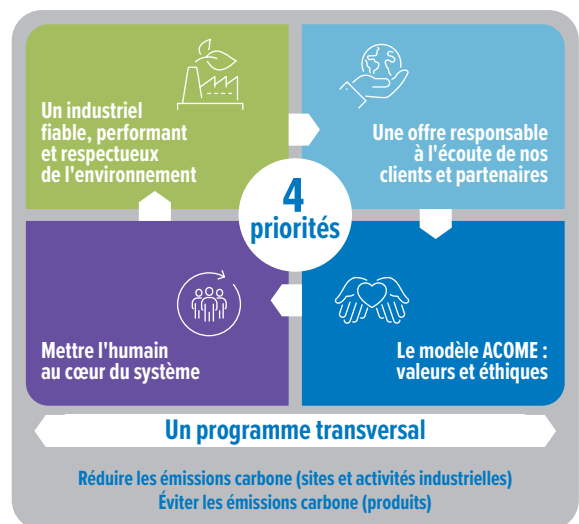 Un industriel
fiable, performant
et respectueux
de l'environnement
Une offre responsable
à l'écoute de nos
clients et partenaires
4
priorités
Mettre l'humain
au cœur du système
Le modèle ACOME :
valeurs et éthiques
Un programme transversal
Réduire les émissions carbone (sites et activités industrielles)
Éviter les émissions carbone (produits)